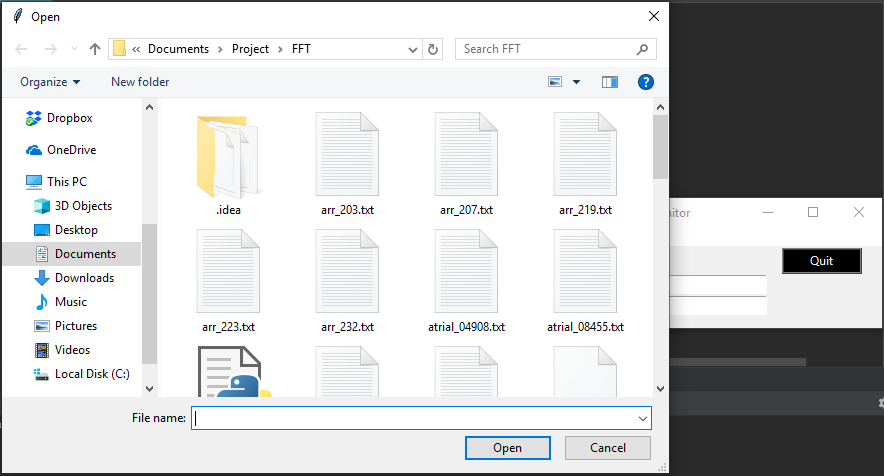 Open
« Documents > Project > FFT
Search FFT
Organize
New folder
Dropbox
OneDrive
This PC
3D Objects
Desktop
Documents
Downloads
Music
Pictures
Videos
Local Disk (C:)
.idea
arr_203.txt
arr_207.txt
arr_219.txt
arr_223.txt
arr_232.txt
atrial_04908.txt
atrial_08455.txt
File name:
Open
Cancel
Quit